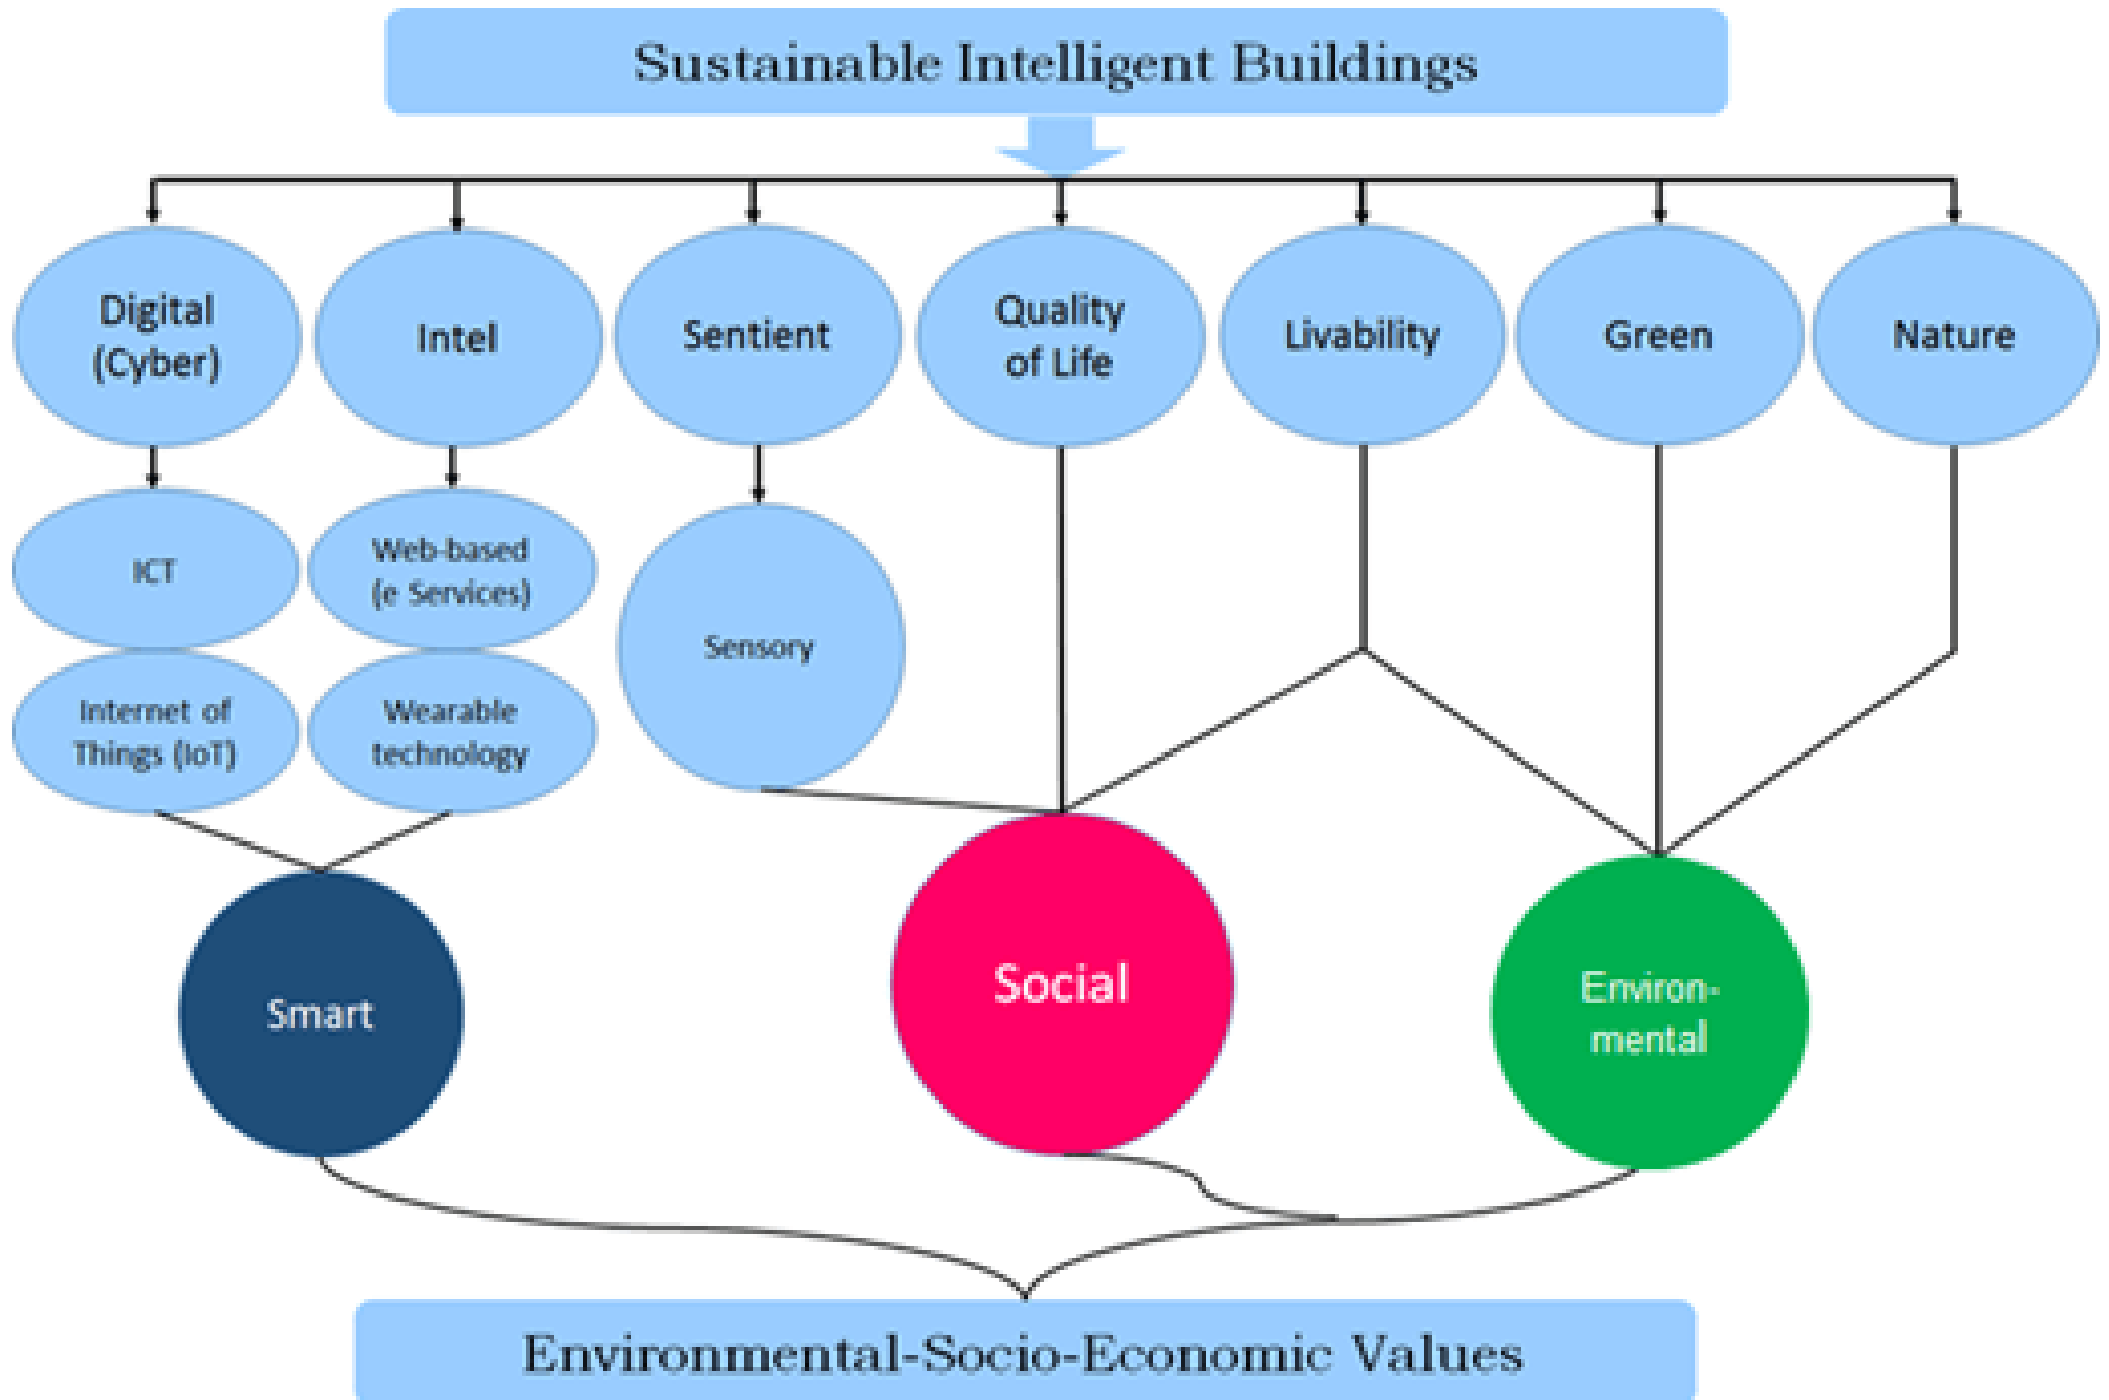 Sustainable Intelligent Buildings
Digital
(Cyber)
Intel
Sentient
Quality
of Life
Livability
Green
Nature
ICT
Web-based
(e Services)
Sensory
Internet of
Things (IoT)
Wearable
technology
Smart
Social
Environ-
mental
Environmental-Socio-Economic Values